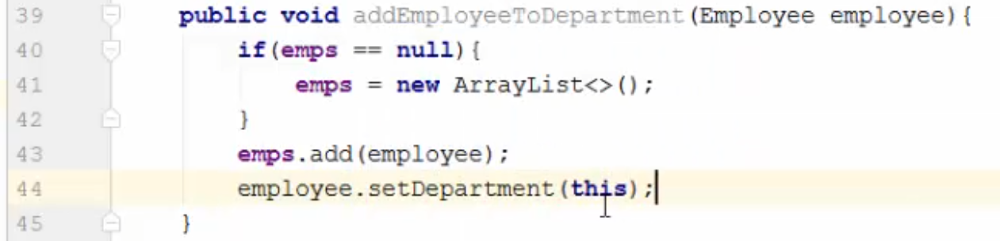 39 public void addEmployeeToDepartment(Employee employee){
40 if(emps == null){
41 emps = new ArrayList<>();
42 }
43 emps.add(employee);
44 employee.setDepartment(this);
45 }